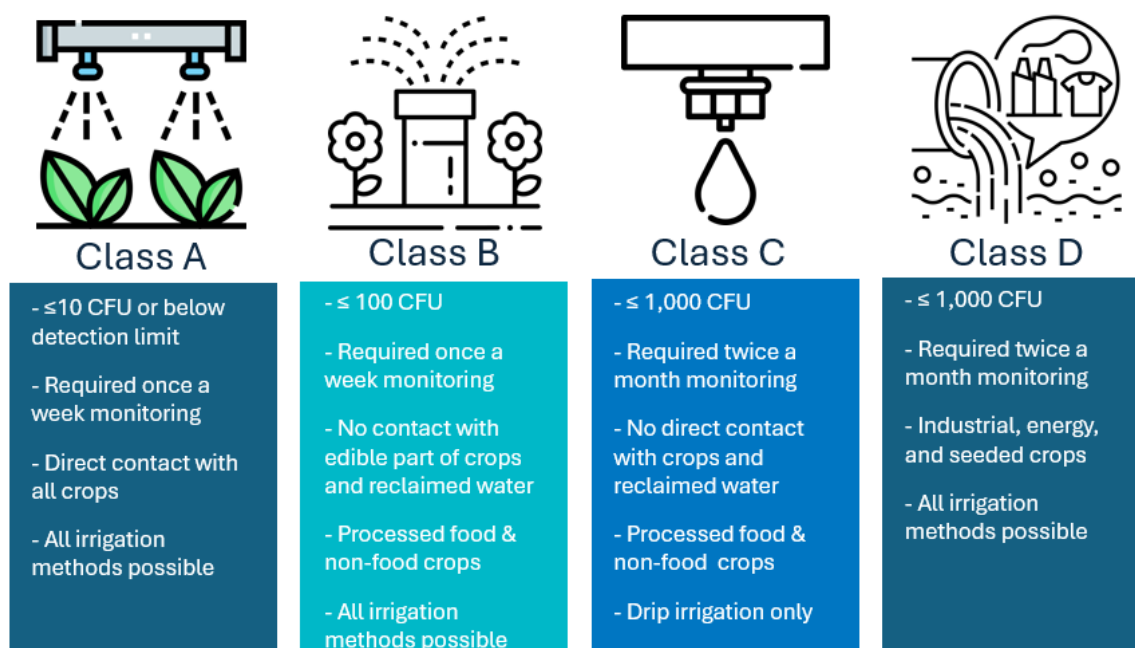 Class A
- ≤10 CFU or below
detection limit
- Required once a
week monitoring
- Direct contact with
all crops
- All irrigation
methods possible
Class B
- ≤ 100 CFU
- Required once a
week monitoring
- No contact with
edible part of crops
and reclaimed water
- Processed food &
non-food crops
- All irrigation
methods possible
Class C
- ≤ 1,000 CFU
- Required twice a
month monitoring
- No direct contact
with crops and
reclaimed water
- Processed food &
non-food  crops
- Drip irrigation only
Class D
- ≤ 1,000 CFU
- Required twice a
month monitoring
- Industrial, energy,
and seeded crops
- All irrigation
methods possible